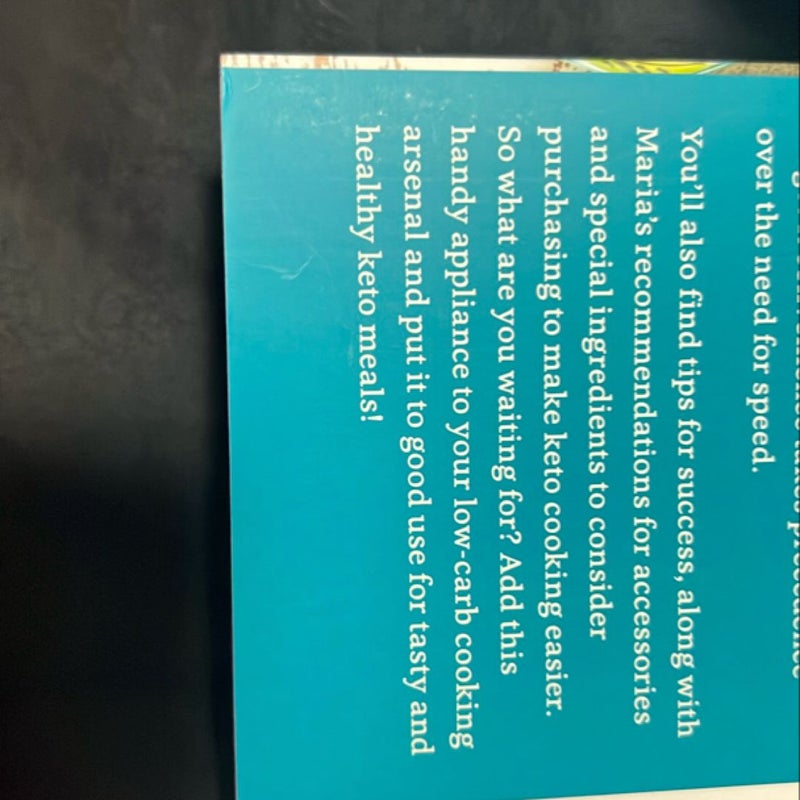 takes precedence
over the need for speed.
You'll also find tips for success, along with
Maria's recommendations for accessories
and special ingredients to consider
purchasing to make keto cooking easier.
So what are you waiting for? Add this
handy appliance to your low-carb cooking
arsenal and put it to good use for tasty and
healthy keto meals!